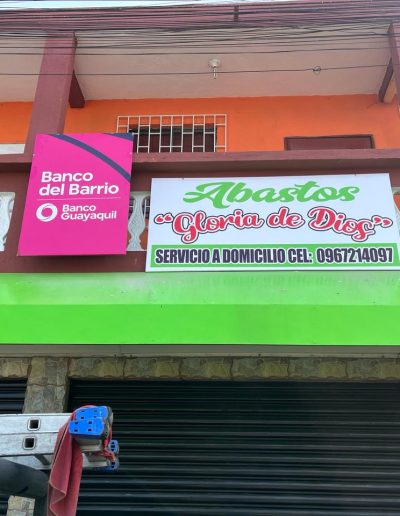 Banco
del Barrio
Banco
Guayaquil
Abastos
"Gloria de Dios"
SERVICIO A DOMICILIO CEL: 0967214097